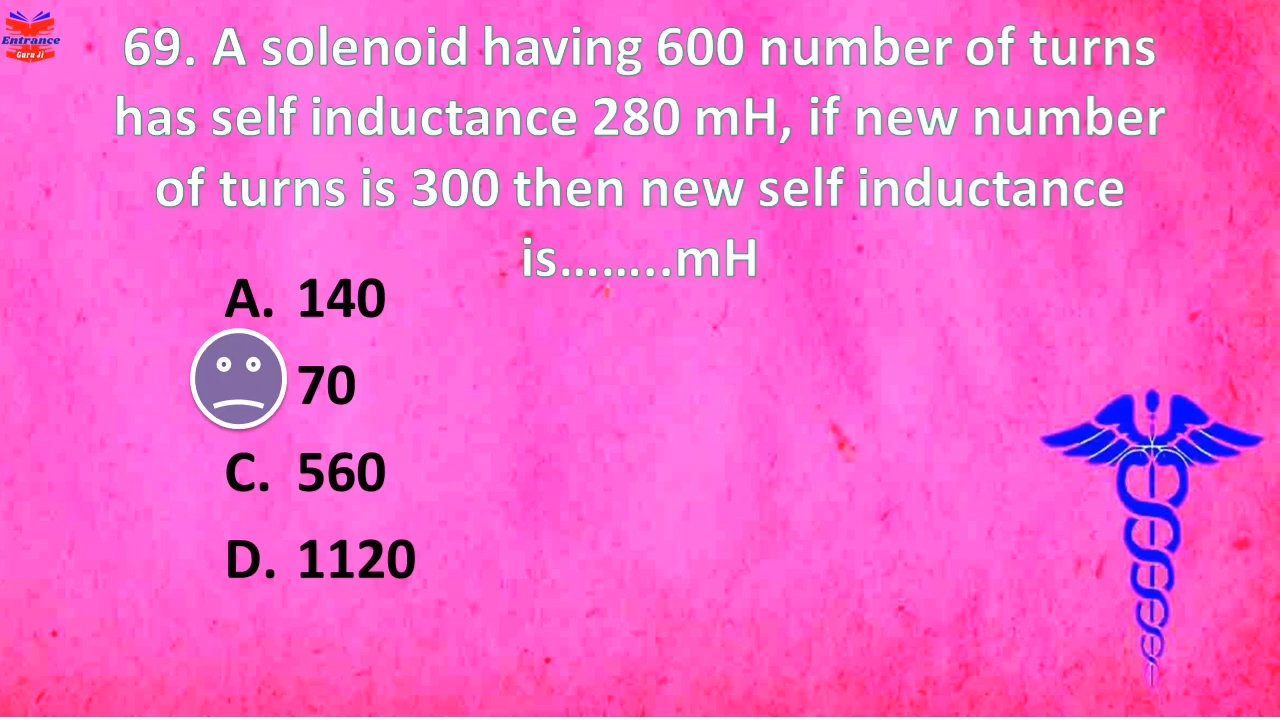 Entrance
Guru Ji
69. A solenoid having 600 number of turns
has self inductance 280 mH, if new number
of turns is 300 then new self inductance
is……..mH
A. 140
70
C. 560
D. 1120